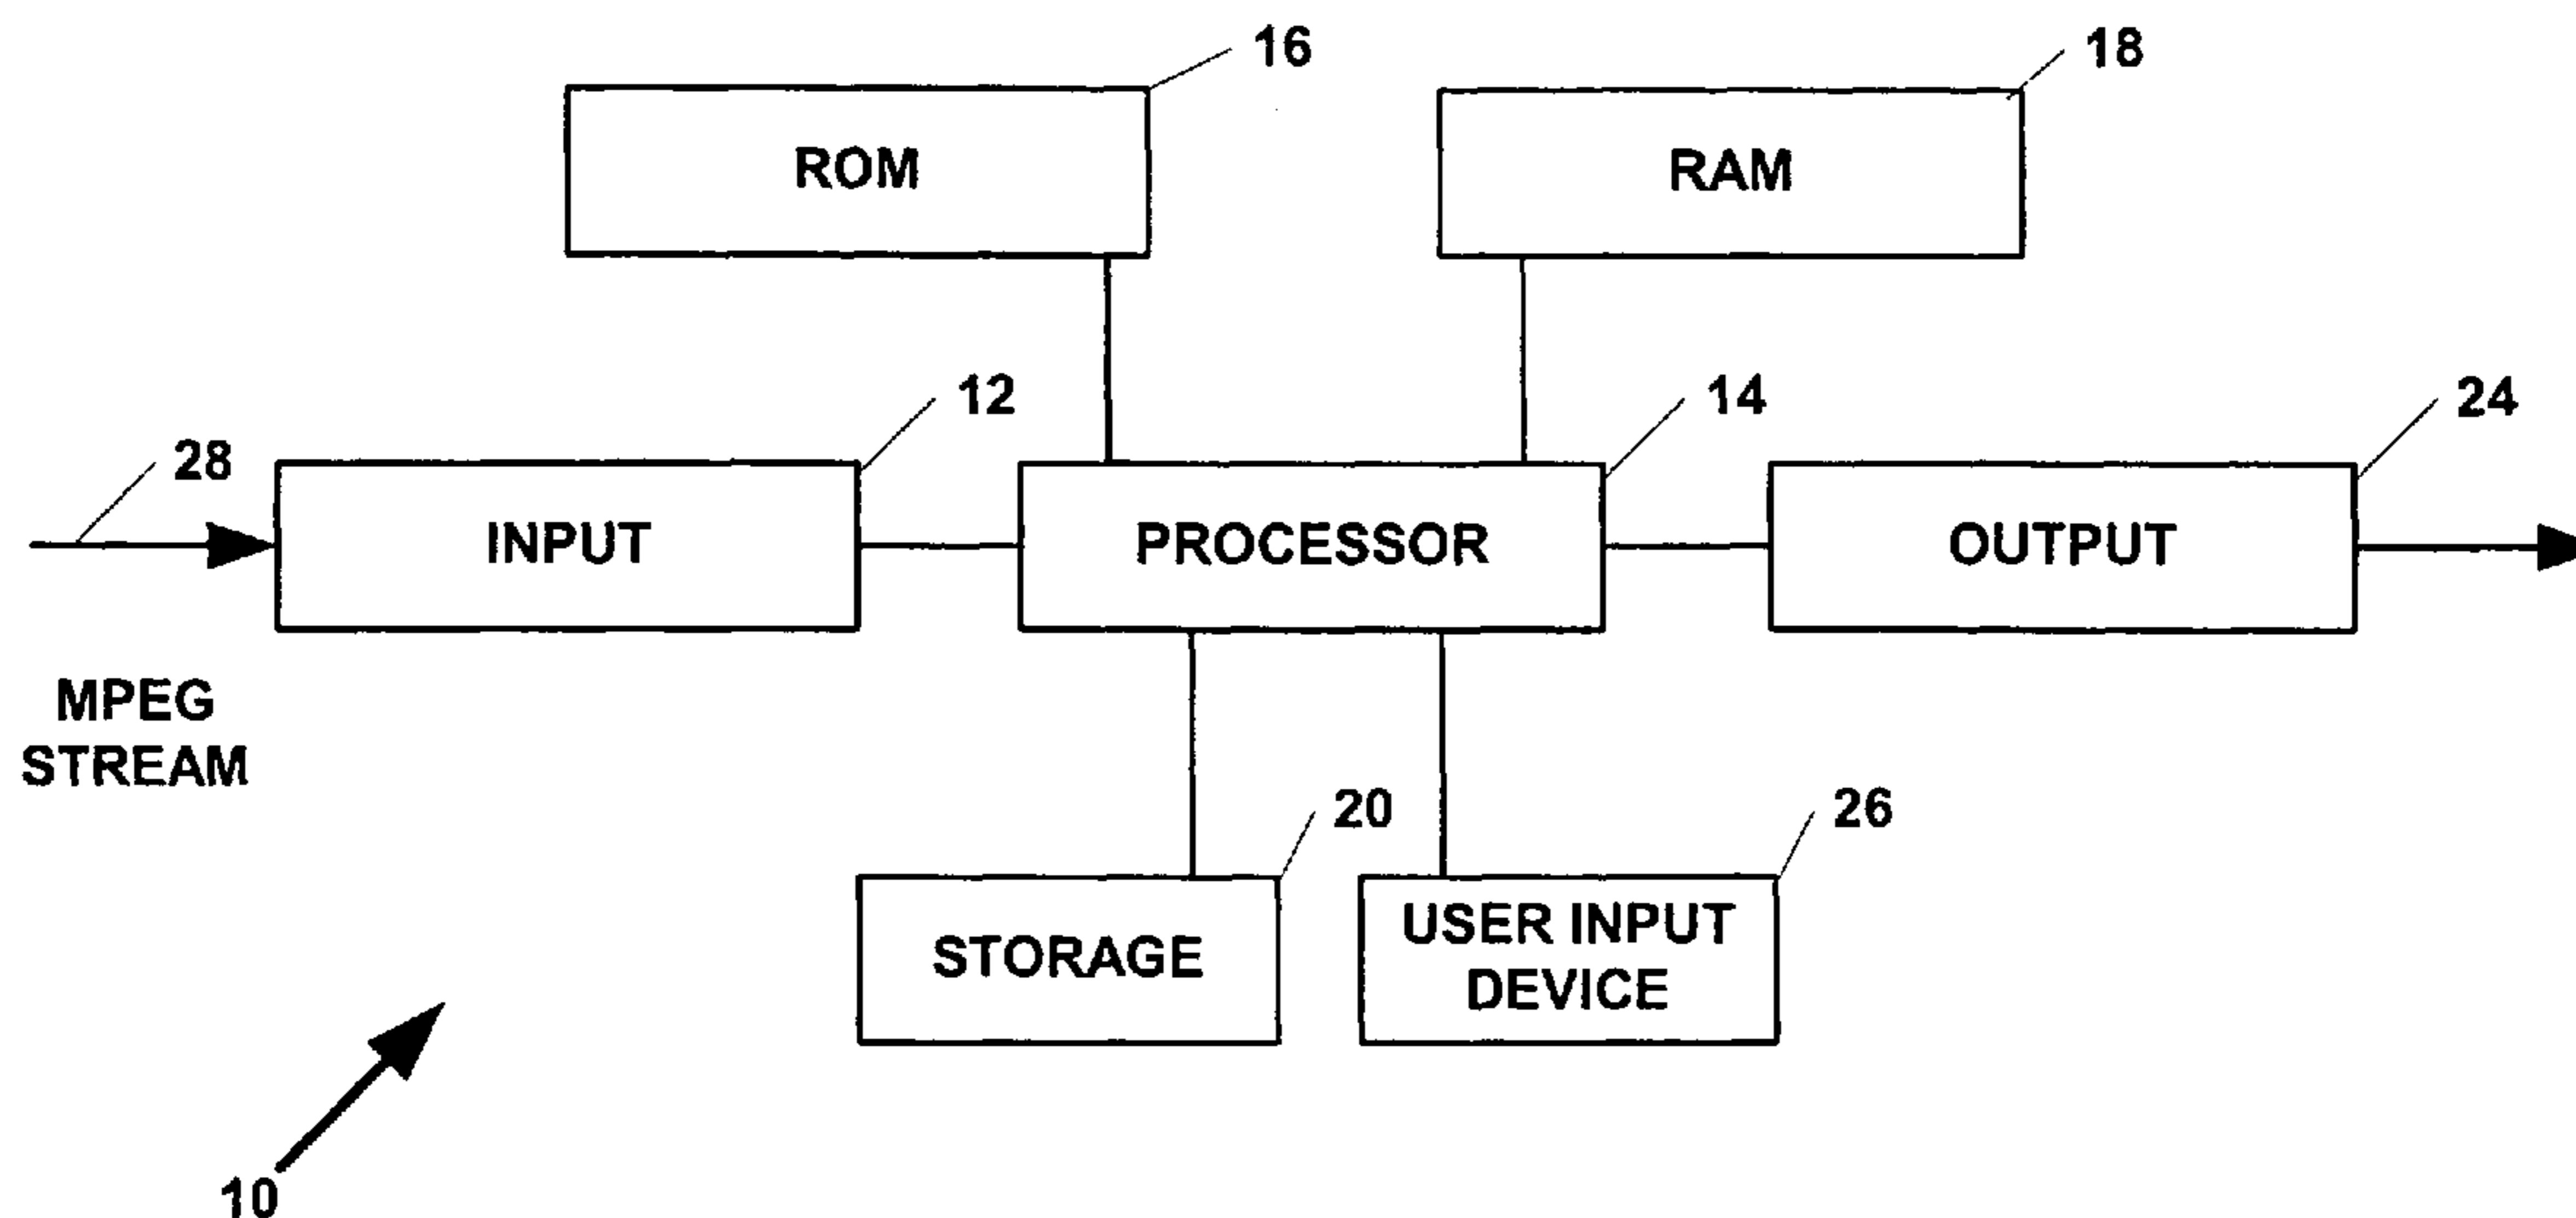 16
18
ROM
RAM
12
14
24
28
INPUT
PROCESSOR
OUTPUT
MPEG
STREAM
20
26
STORAGE
USER INPUT
DEVICE
10